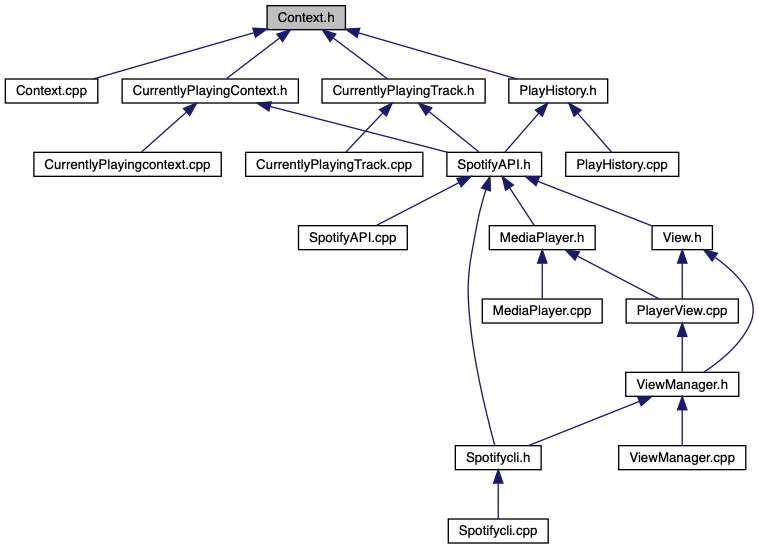 Context.h
Context.cpp
CurrentlyPlayingContext.h
CurrentlyPlayingTrack.h
PlayHistory.h
CurrentlyPlayingcontext.cpp
CurrentlyPlayingTrack.cpp
SpotifyAPI.h
PlayHistory.cpp
SpotifyAPI.cpp
MediaPlayer.h
View.h
MediaPlayer.cpp
PlayerView.cpp
ViewManager.h
Spotifycli.h
ViewManager.cpp
Spotifycli.cpp